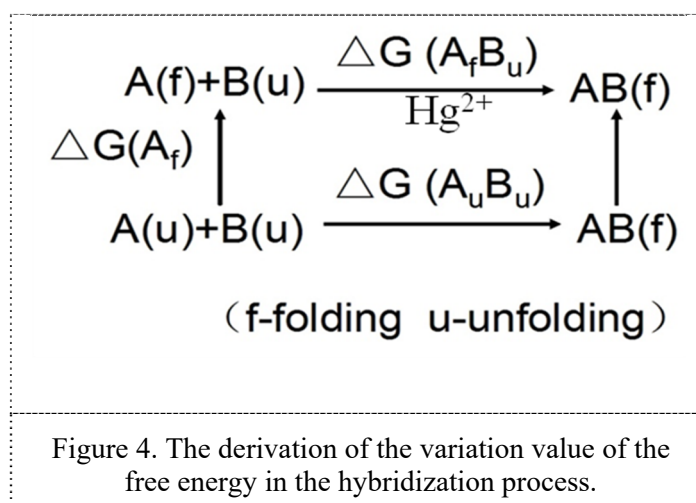 △G (AfBu)
A(f)+B(u) AB(f)
Hg2+
△G(Af)
△G (AuBu)
A(u)+B(u) AB(f)
（f-folding u-unfolding）
Figure 4. The derivation of the variation value of the
free energy in the hybridization process.